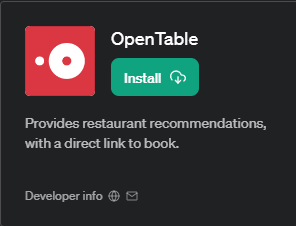 OpenTable
Install
Provides restaurant recommendations,
with a direct link to book.
Developer info